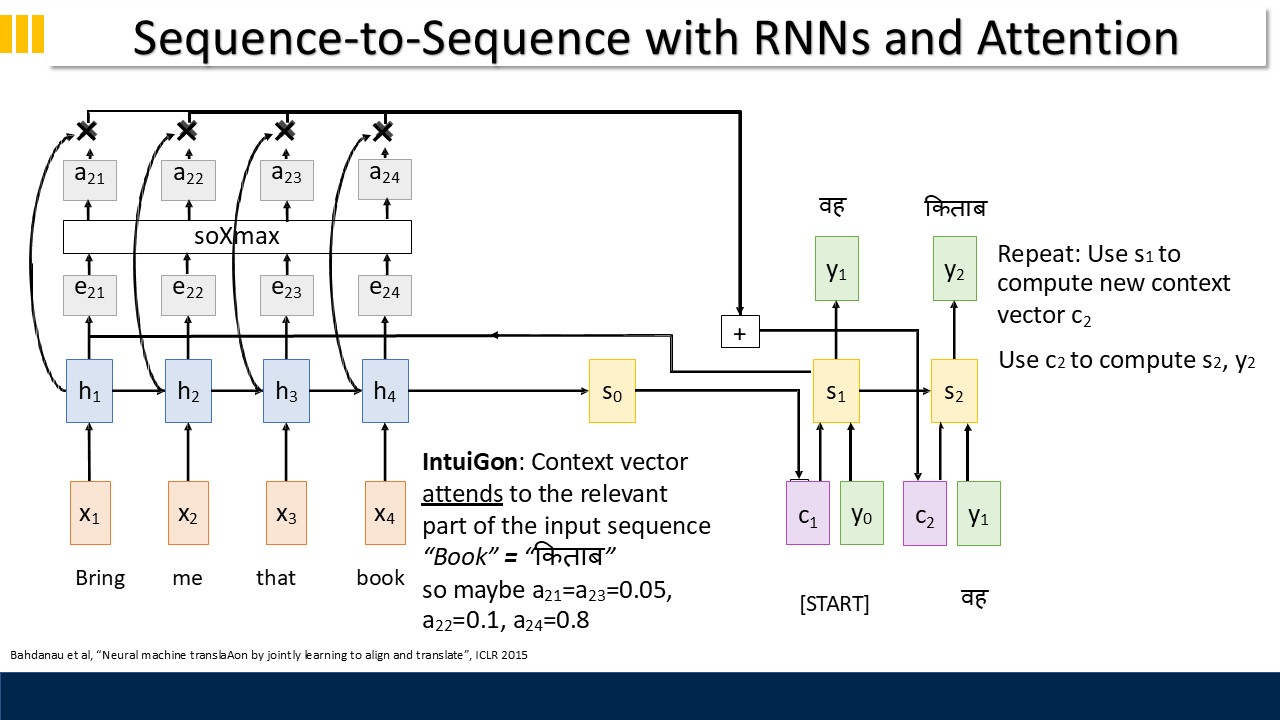 Sequence-to-Sequence with RNNs and Attention
a21 a22 a23 a24
soXmax
e21 e22 e23 e24
वह किताब
y1 y2
Repeat: Use s1 to
compute new context
vector c2
+
Use c2 to compute s2, y2
h1 h2 h3 h4 s0 s1 s2
IntuiGon: Context vector
attends to the relevant
part of the input sequence
“Book” = “किताब”
so maybe a21=a23=0.05,
a22=0.1, a24=0.8
x1 x2 x3 x4
c1 y0 c2 y1
Bring me that book
[START] वह
Bahdanau et al, “Neural machine translaAon by jointly learning to align and translate”, ICLR 2015